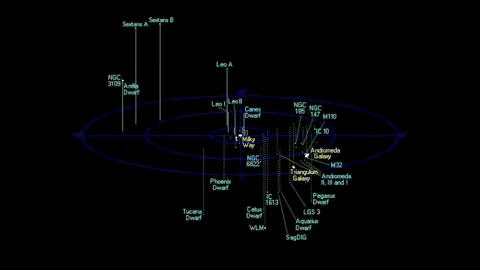 Sextans A
Sextans B
Leo A
NGC
3109
Antlia
Dwarf
Leo I
Leo II
Canes
Dwarf
NGC
185
NGC
147
M110
IC 10
Milky
Way
Andromeda
Galaxy
NGC
6822
M32
Triangulum
Galaxy
Andromeda
II, III and I
Phoenix
Dwarf
IC
1613
Pegasus
Dwarf
Tucana
Dwarf
Cetus
Dwarf
LGS 3
Aquarius
Dwarf
WLM
SagDIG